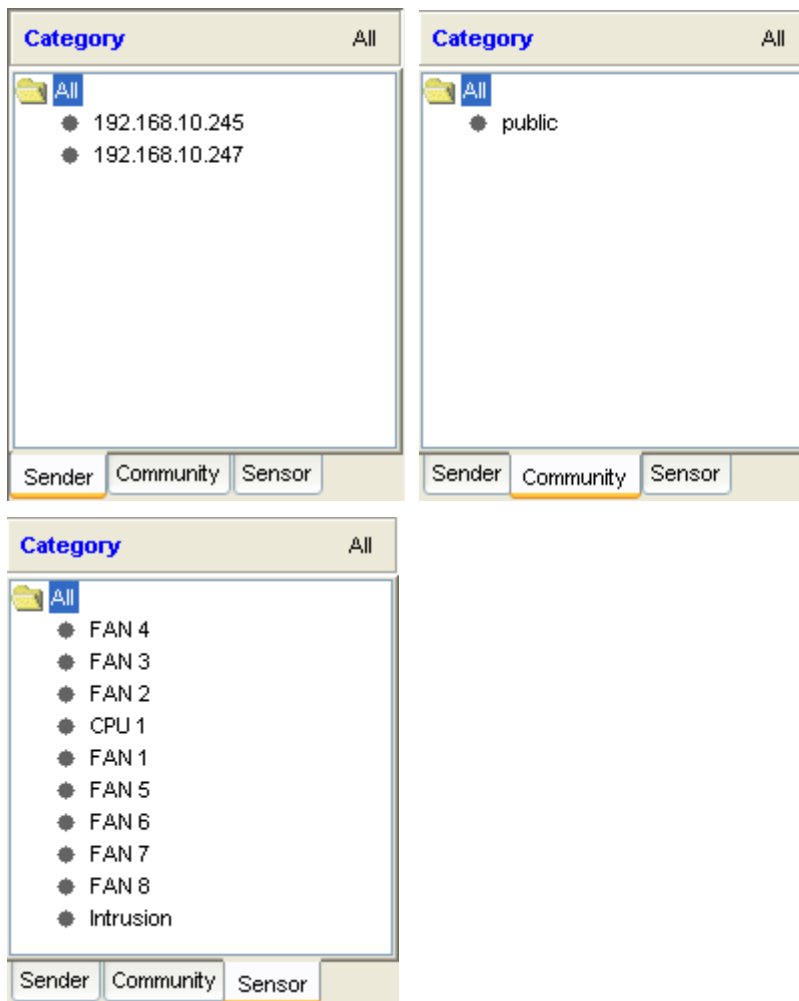 Category All
All
192.168.10.245
192.168.10.247
Sender Community Sensor
Category All
All
public
Sender Community Sensor
Category All
All
FAN 4
FAN 3
FAN 2
CPU 1
FAN 1
FAN 5
FAN 6
FAN 7
FAN 8
Intrusion
Sender Community Sensor